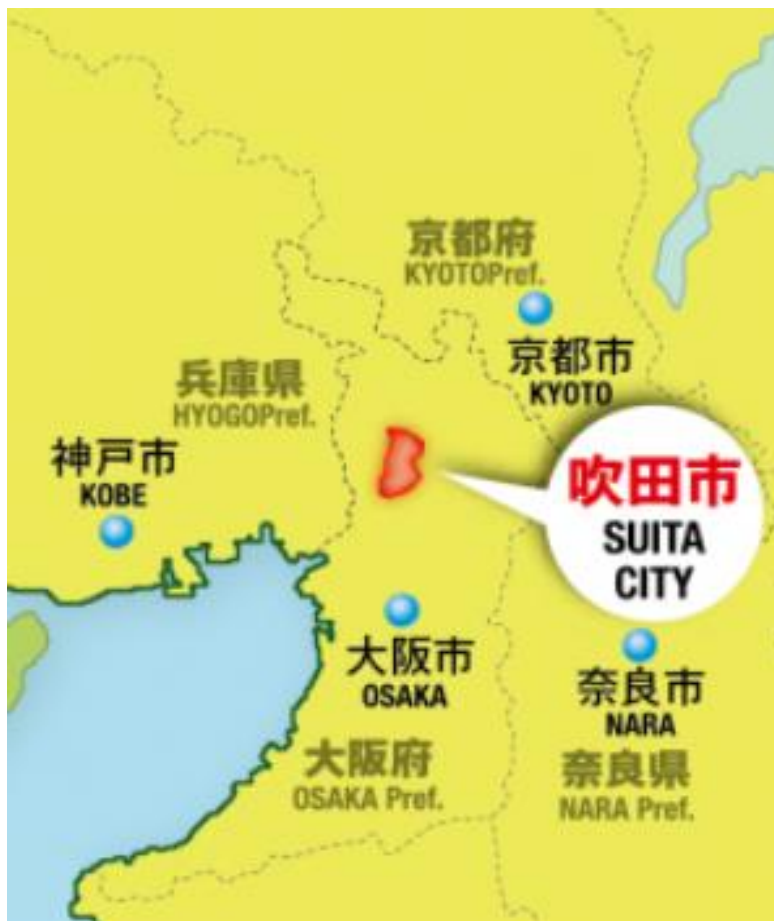 京都府
KYOTOPref.
京都市
KYOTO
兵庫県
HYOGOPref.
神戸市
KOBE
吹田市
SUITA
CITY
大阪市
OSAKA
奈良市
NARA
大阪府
OSAKA Pref.
奈良県
NARA Pref.